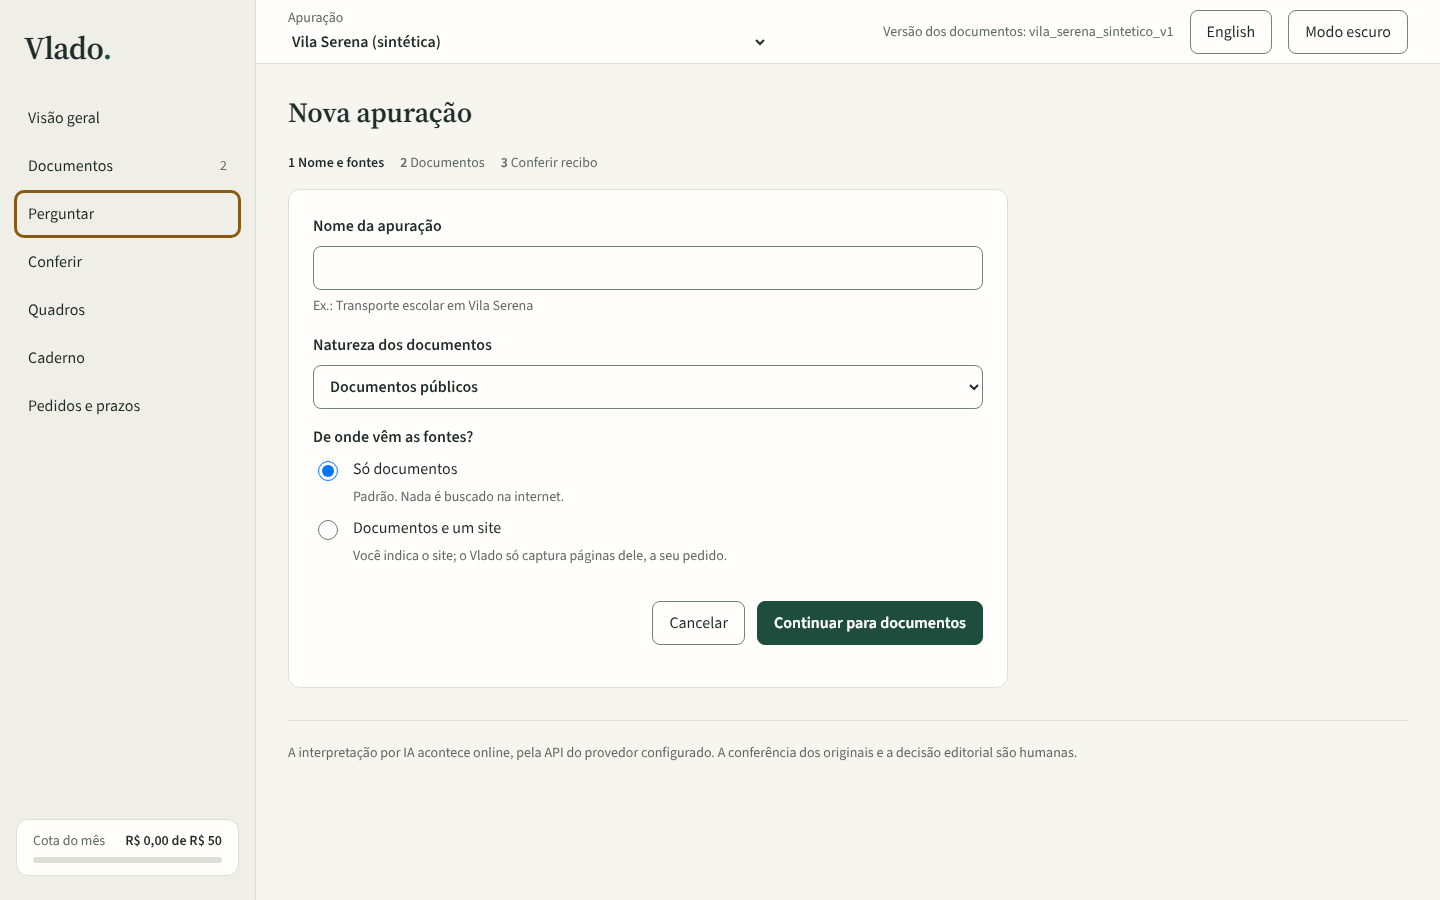 Vlado.
Visão geral
Documentos 2
Perguntar
Conferir
Quadros
Caderno
Pedidos e prazos
Cota do mês R$ 0,00 de R$ 50
Apuração
Vila Serena (sintética)
Versão dos documentos: vila_serena_sintetico_v1
English
Modo escuro
Nova apuração
1 Nome e fontes 2 Documentos 3 Conferir recibo
Nome da apuração
Ex.: Transporte escolar em Vila Serena
Natureza dos documentos
Documentos públicos
De onde vêm as fontes?
Só documentos
Padrão. Nada é buscado na internet.
Documentos e um site
Você indica o site; o Vlado só captura páginas dele, a seu pedido.
Cancelar
Continuar para documentos
A interpretação por IA acontece online, pela API do provedor configurado. A conferência dos originais e a decisão editorial são humanas.